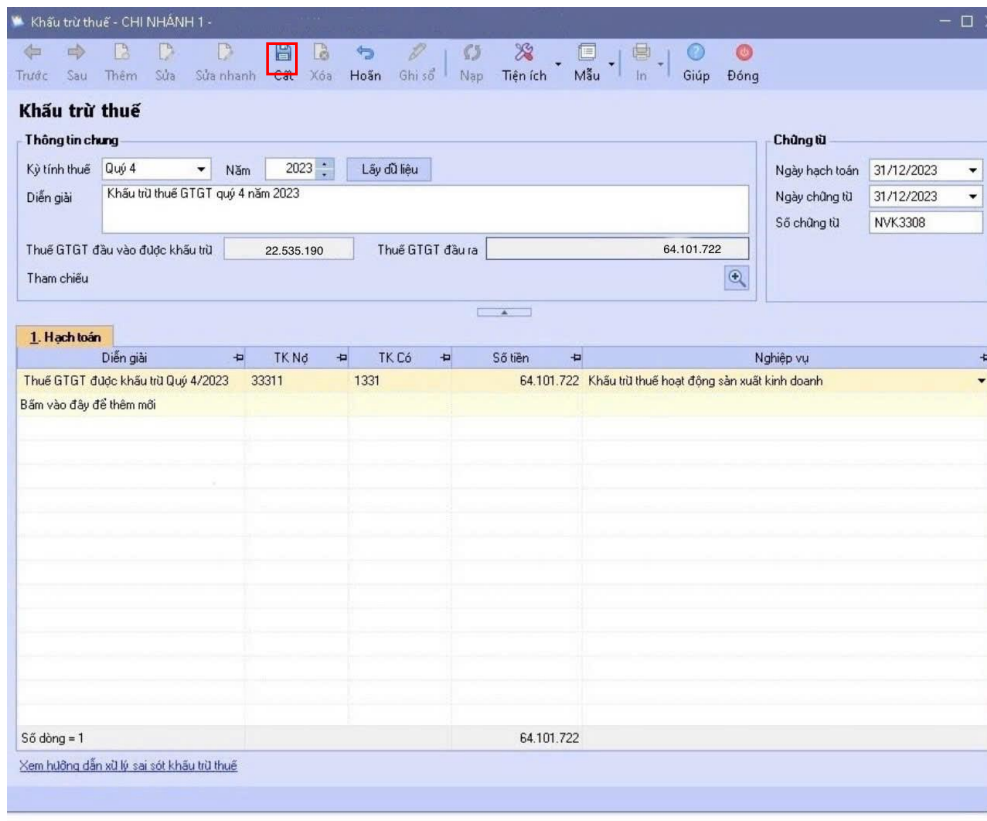 Khấu trừ thuế - CHI NHÁNH 1 -
Trước Sau Thêm Sửa Sửa nhanh Cất Xóa Hoãn Ghi sổ Nạp Tiện ích Mẫu In Giúp Đóng
Khấu trừ thuế
Thông tin chung
Chứng từ
Kỳ tính thuế Quý 4 Năm 2023 Lấy dữ liệu
Ngày hạch toán 31/12/2023
Diễn giải Khấu trừ thuế GTGT quý 4 năm 2023
Ngày chứng từ 31/12/2023
Số chứng từ NVK3308
Thuế GTGT đầu vào được khấu trừ 22.535.190 Thuế GTGT đầu ra 64.101.722
Tham chiếu
1. Hạch toán
Diễn giải TK Nợ TK Có Số tiền Nghiệp vụ
Thuế GTGT được khấu trừ Quý 4/2023 33311 1331 64.101.722 Khấu trừ thuế hoạt động sản xuất kinh doanh
Bấm vào đây để thêm mới
Số dòng = 1 64.101.722
Xem hướng dẫn xử lý sai sót khấu trừ thuế